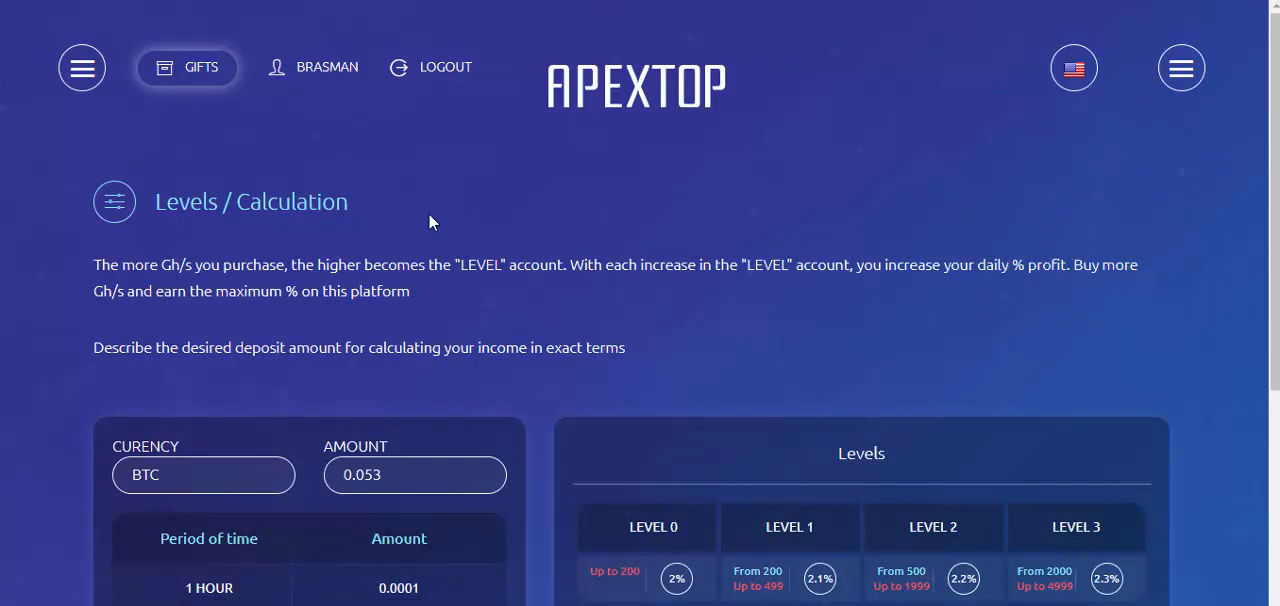 GIFTS BRASMAN LOGOUT
APEXTOP
Levels / Calculation
The more Gh/s you purchase, the higher becomes the "LEVEL" account. With each increase in the "LEVEL" account, you increase your daily % profit. Buy more
Gh/s and earn the maximum % on this platform
Describe the desired deposit amount for calculating your income in exact terms
CURENCY AMOUNT
BTC 0.053
Period of time Amount
1 HOUR 0.0001
Levels
LEVEL 0 LEVEL 1 LEVEL 2 LEVEL 3
Up to 200 2% From 200 2.1% From 500 2.2% From 2000 2.3%
Up to 499 Up to 1999 Up to 4999